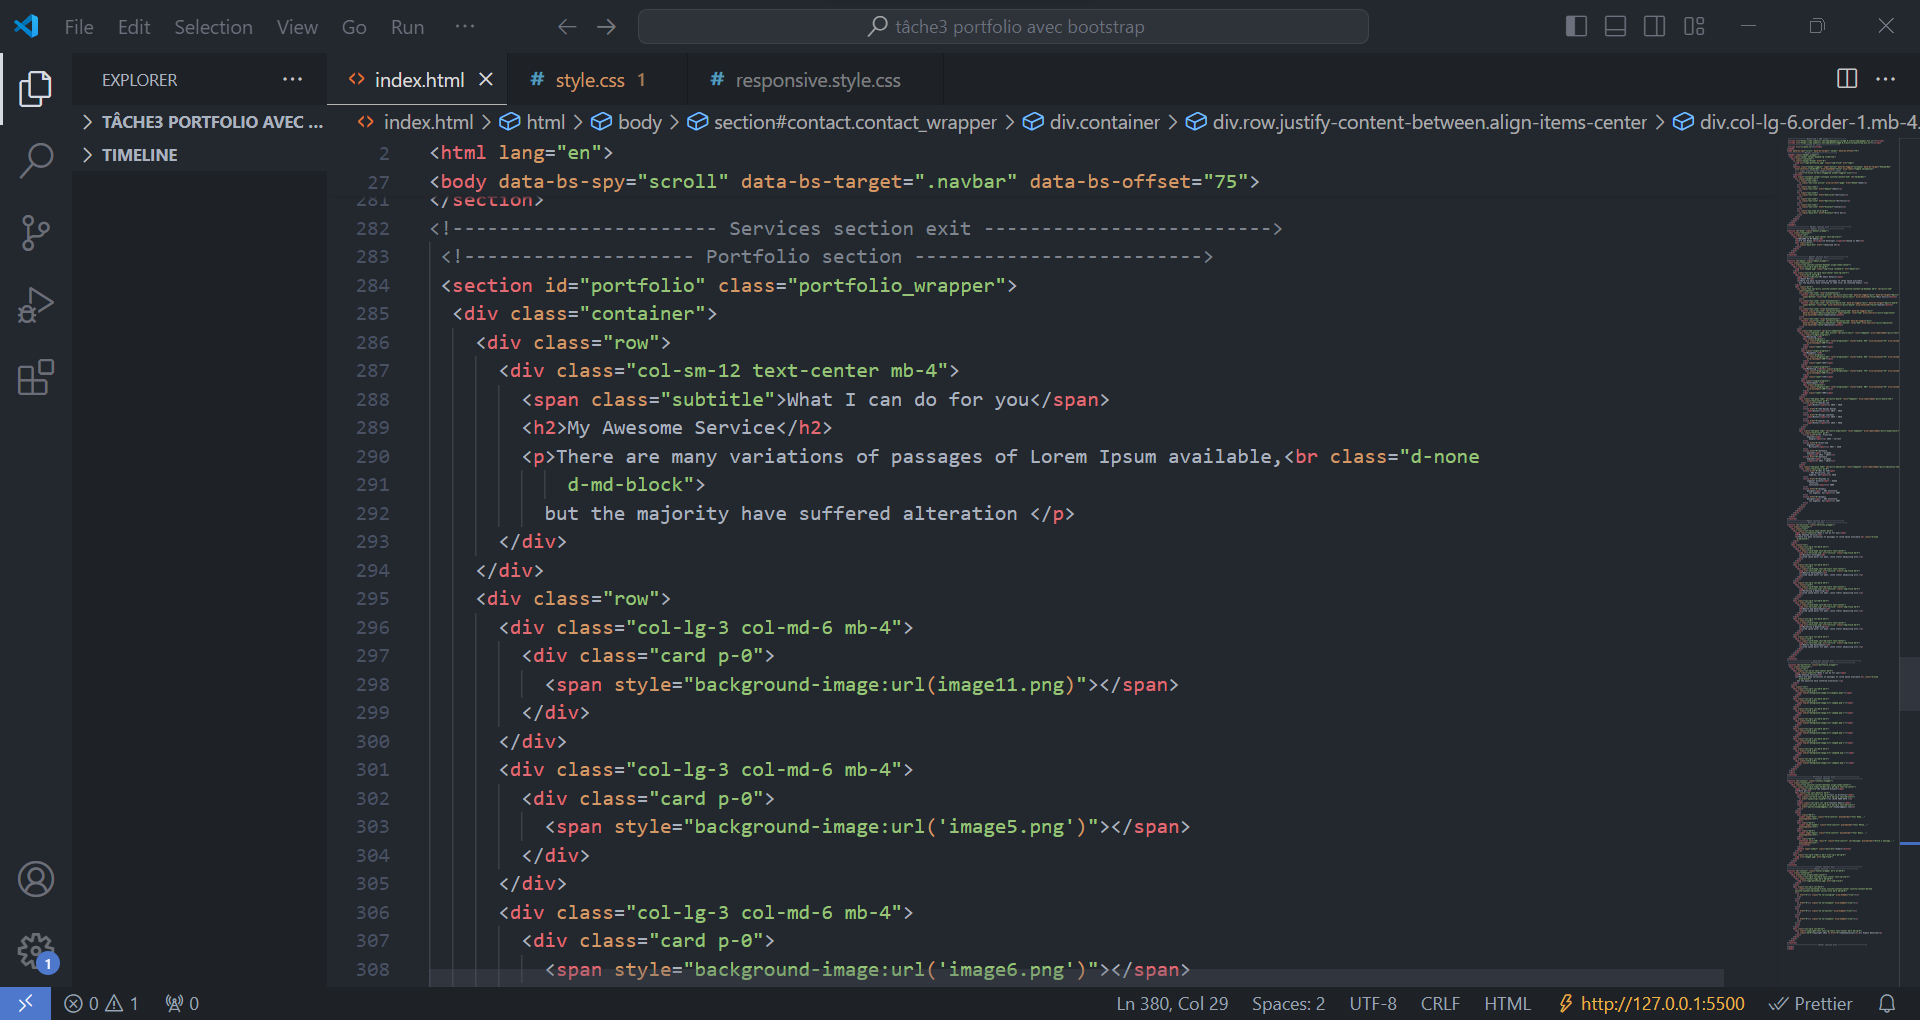 File Edit Selection View Go Run ···
tâche3 portfolio avec bootstrap
EXPLORER ···
TÂCHE3 PORTFOLIO AVEC ...
TIMELINE
index.html
# style.css 1
# responsive.style.css
index.html > html > body > section#contact.contact_wrapper > div.container > div.row.justify-content-between.align-items-center > div.col-lg-6.order-1.mb-4.
2 <html lang="en">
27 <body data-bs-spy="scroll" data-bs-target=".navbar" data-bs-offset="75">
281 </section>
282 <!----------------------- Services section exit ------------------------->
283 <!-------------------- Portfolio section ------------------------->
284 <section id="portfolio" class="portfolio_wrapper">
285 <div class="container">
286 <div class="row">
287 <div class="col-sm-12 text-center mb-4">
288 <span class="subtitle">What I can do for you</span>
289 <h2>My Awesome Service</h2>
290 <p>There are many variations of passages of Lorem Ipsum available,<br class="d-none
291 d-md-block">
292 but the majority have suffered alteration </p>
293 </div>
294 </div>
295 <div class="row">
296 <div class="col-lg-3 col-md-6 mb-4">
297 <div class="card p-0">
298 <span style="background-image:url(image11.png)"></span>
299 </div>
300 </div>
301 <div class="col-lg-3 col-md-6 mb-4">
302 <div class="card p-0">
303 <span style="background-image:url('image5.png')"></span>
304 </div>
305 </div>
306 <div class="col-lg-3 col-md-6 mb-4">
307 <div class="card p-0">
308 <span style="background-image:url('image6.png')"></span>
1
0 1 0
Ln 380, Col 29 Spaces: 2 UTF-8 CRLF HTML http://127.0.0.1:5500 Prettier